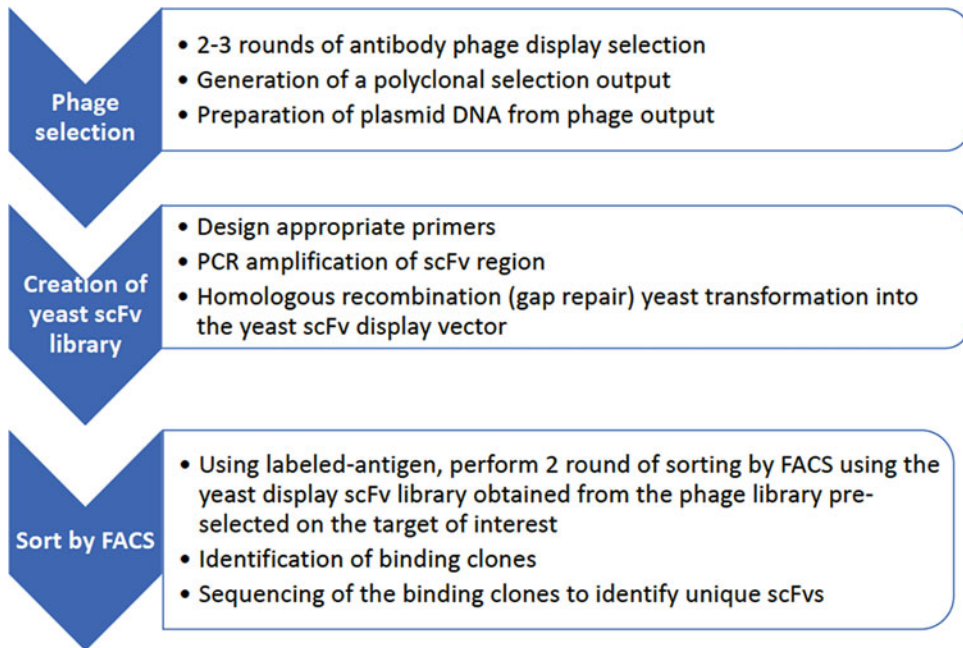 Phage
selection
• 2-3 rounds of antibody phage display selection
• Generation of a polyclonal selection output
• Preparation of plasmid DNA from phage output
Creation of
yeast scFv
library
• Design appropriate primers
• PCR amplification of scFv region
• Homologous recombination (gap repair) yeast transformation into
the yeast scFv display vector
Sort by FACS
• Using labeled-antigen, perform 2 round of sorting by FACS using the
yeast display scFv library obtained from the phage library pre-
selected on the target of interest
• Identification of binding clones
• Sequencing of the binding clones to identify unique scFvs